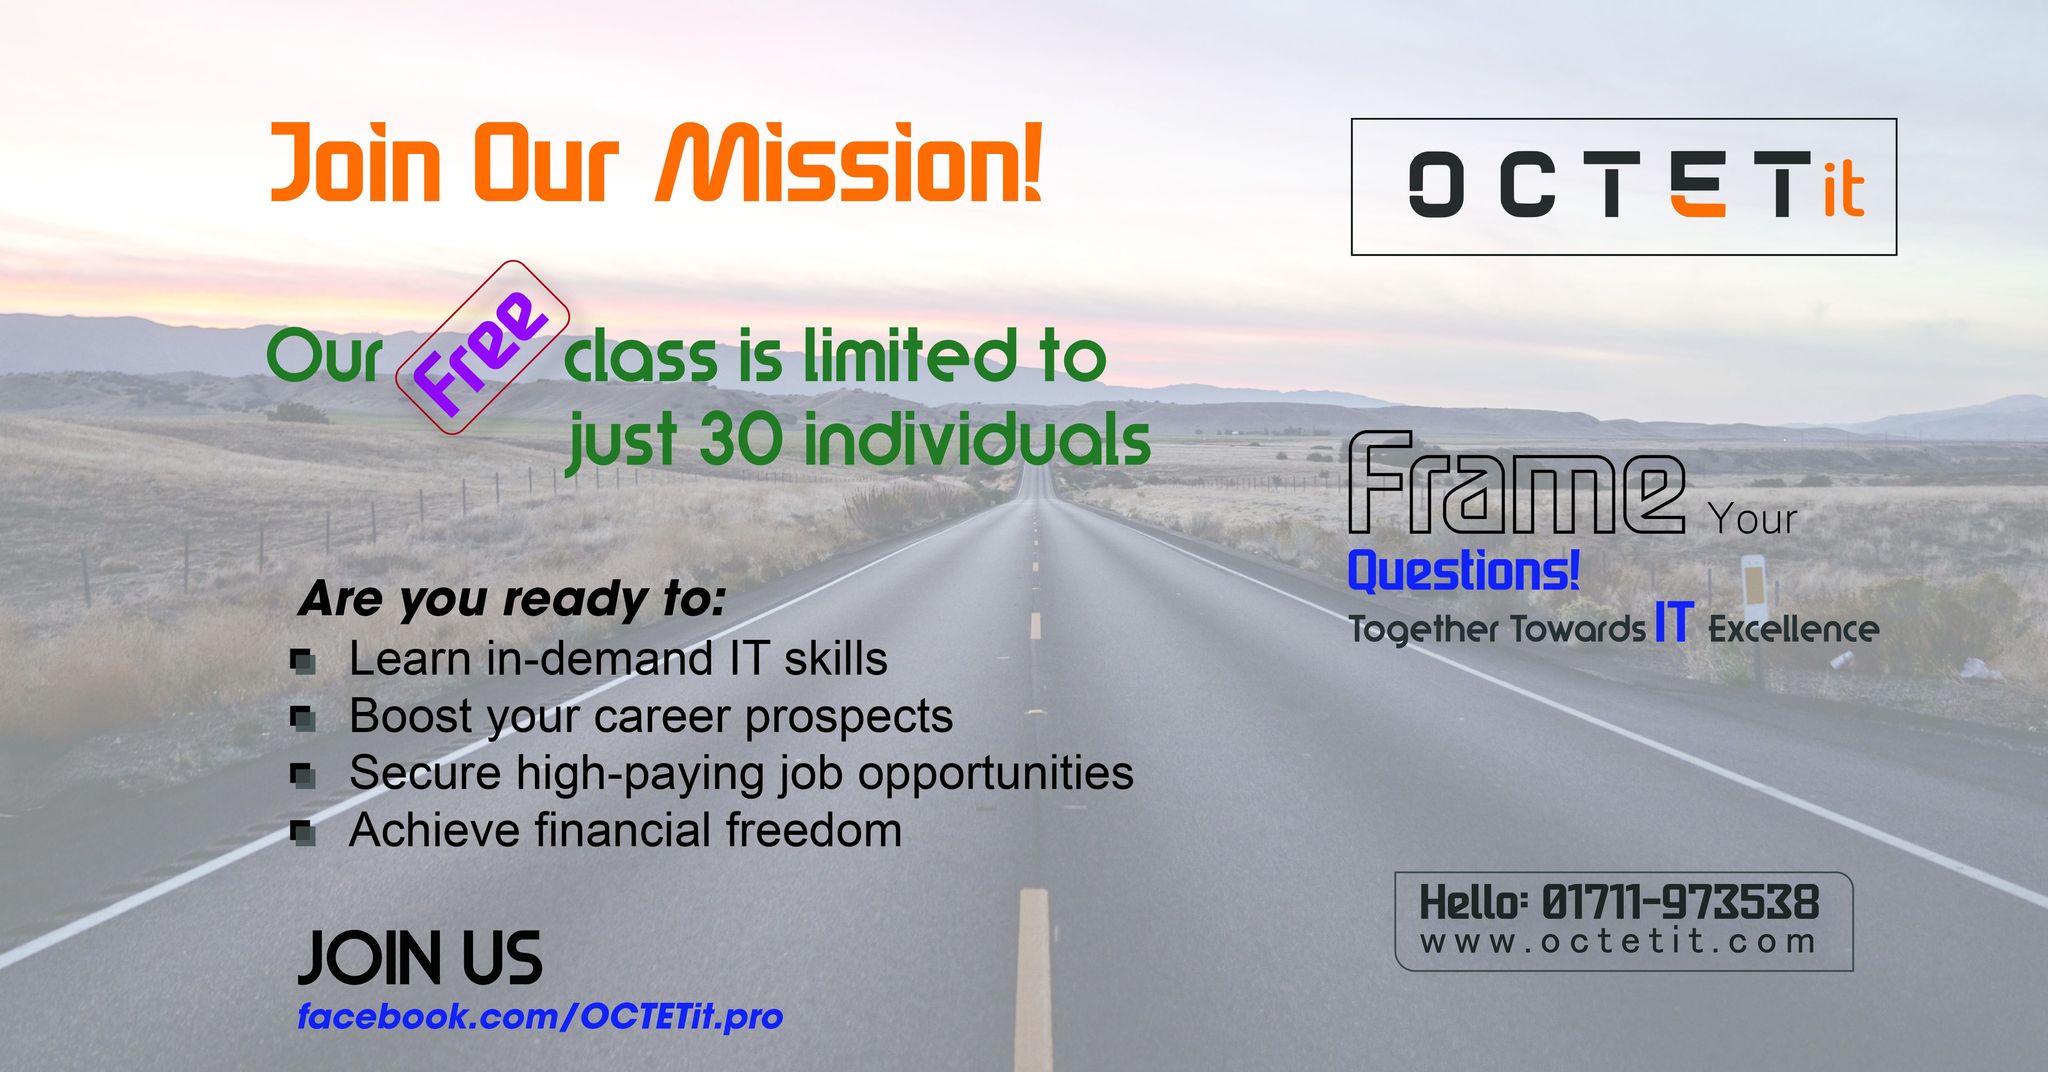 Join Our Mission!
OCTETit
Our Free class is limited to
just 30 individuals
Frame Your
Questions!
Together Towards IT Excellence
Are you ready to:
Learn in-demand IT skills
Boost your career prospects
Secure high-paying job opportunities
Achieve financial freedom
Hello: 01711-973538
www.octetit.com
JOIN US
facebook.com/OCTETit.pro